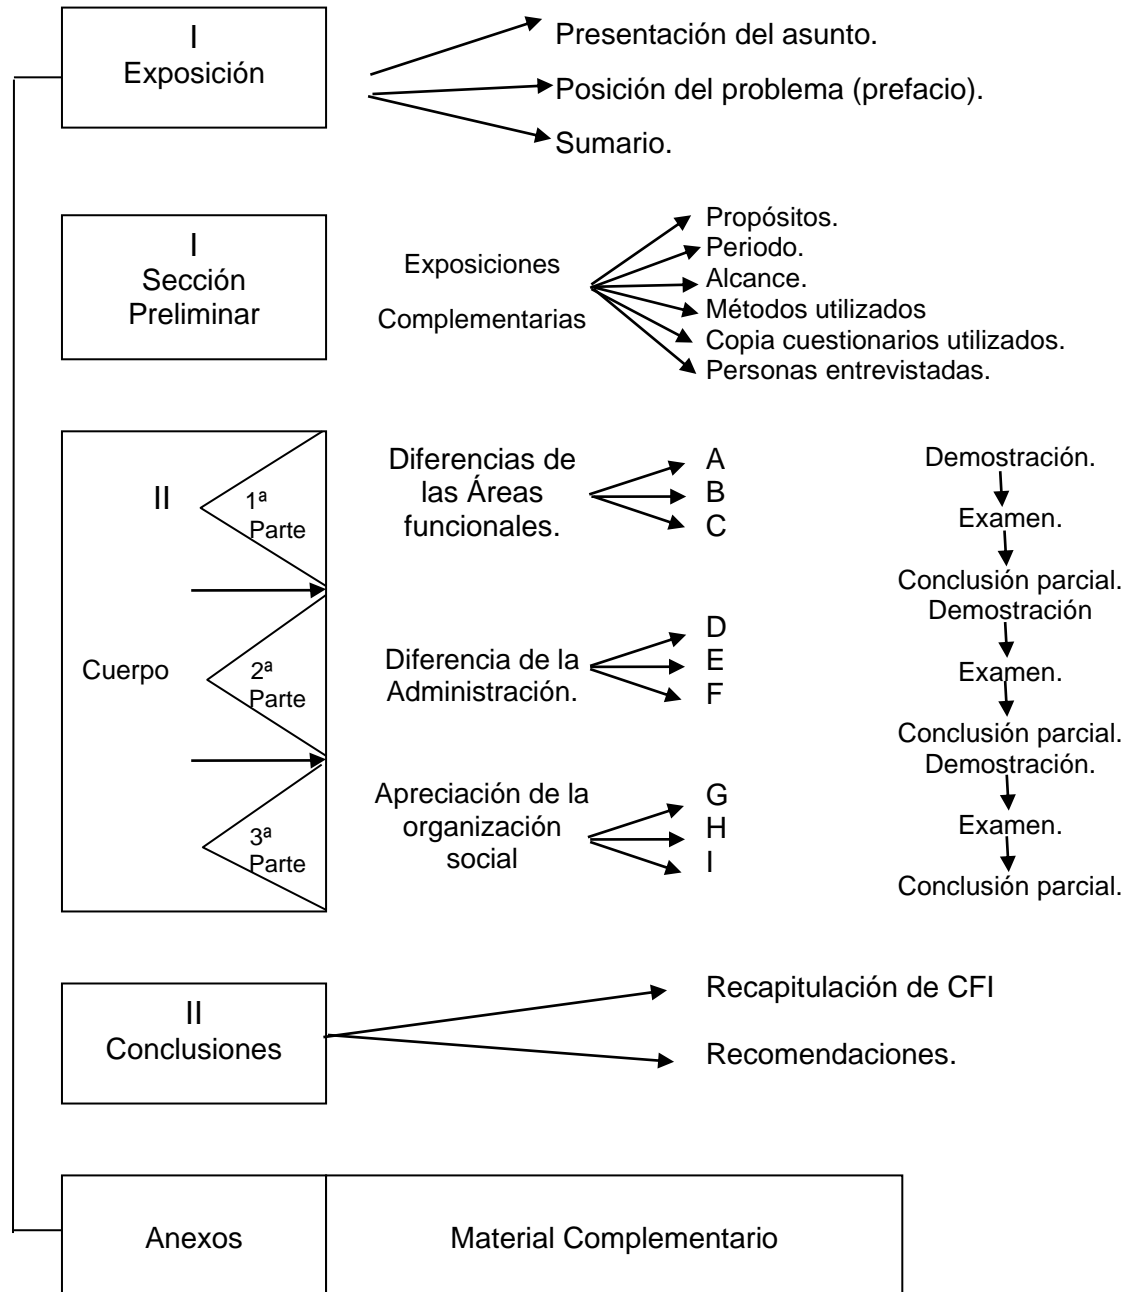 I
Exposición
Presentación del asunto.
Posición del problema (prefacio).
Sumario.
I
Sección
Preliminar
Exposiciones
Complementarias
Propósitos.
Periodo.
Alcance.
Métodos utilizados
Copia cuestionarios utilizados.
Personas entrevistadas.
II
Cuerpo
1ª
Parte
Diferencias de
las Áreas
funcionales.
A
B
C
Demostración.
Examen.
Conclusión parcial.
2ª
Parte
Diferencia de la
Administración.
D
E
F
Demostración
Examen.
Conclusión parcial.
3ª
Parte
Apreciación de la
organización
social
G
H
I
Demostración.
Examen.
Conclusión parcial.
II
Conclusiones
Recapitulación de CFI
Recomendaciones.
Anexos
Material Complementario